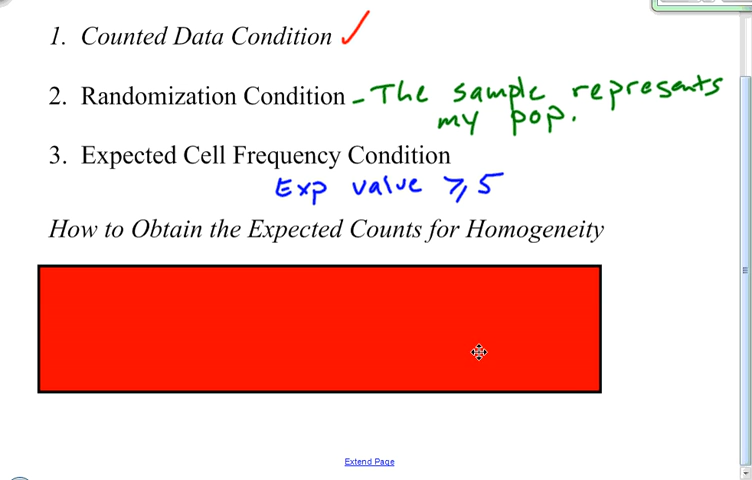 1. Counted Data Condition ✓
2. Randomization Condition - The sample represents
my pop.
3. Expected Cell Frequency Condition
Exp value ≥ 5
How to Obtain the Expected Counts for Homogeneity
Extend Page